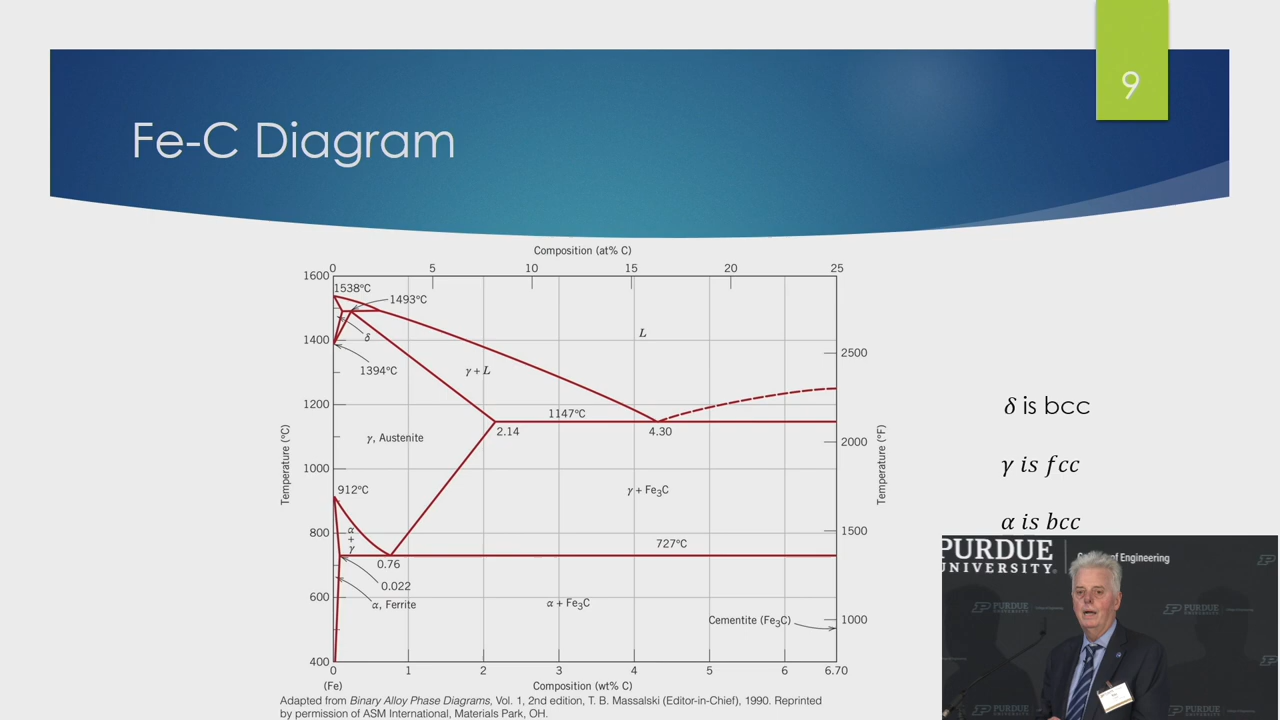 9
Fe-C Diagram
Composition (at% C)
0 5 10 15 20 25
1600
1538°C
1493°C
δ
L
1400
2500
1394°C
γ + L
1200
1147°C
2.14
4.30
γ, Austenite
2000
Temperature (°C)
Temperature (°F)
1000
912°C
γ + Fe3C
α
+
γ
800
1500
727°C
0.76
0.022
600
α, Ferrite
α + Fe3C
Cementite (Fe3C)
1000
400
0 1 2 3 4 5 6 6.70
(Fe)
Composition (wt% C)
Adapted from Binary Alloy Phase Diagrams, Vol. 1, 2nd edition, T. B. Massalski (Editor-in-Chief), 1990. Reprinted
by permission of ASM International, Materials Park, OH.
δ is bcc
γ is fcc
α is bcc
PURDUE
UNIVERSITY
of Engineering
PURDUE
PURDUE
PURDUE
PURDUE